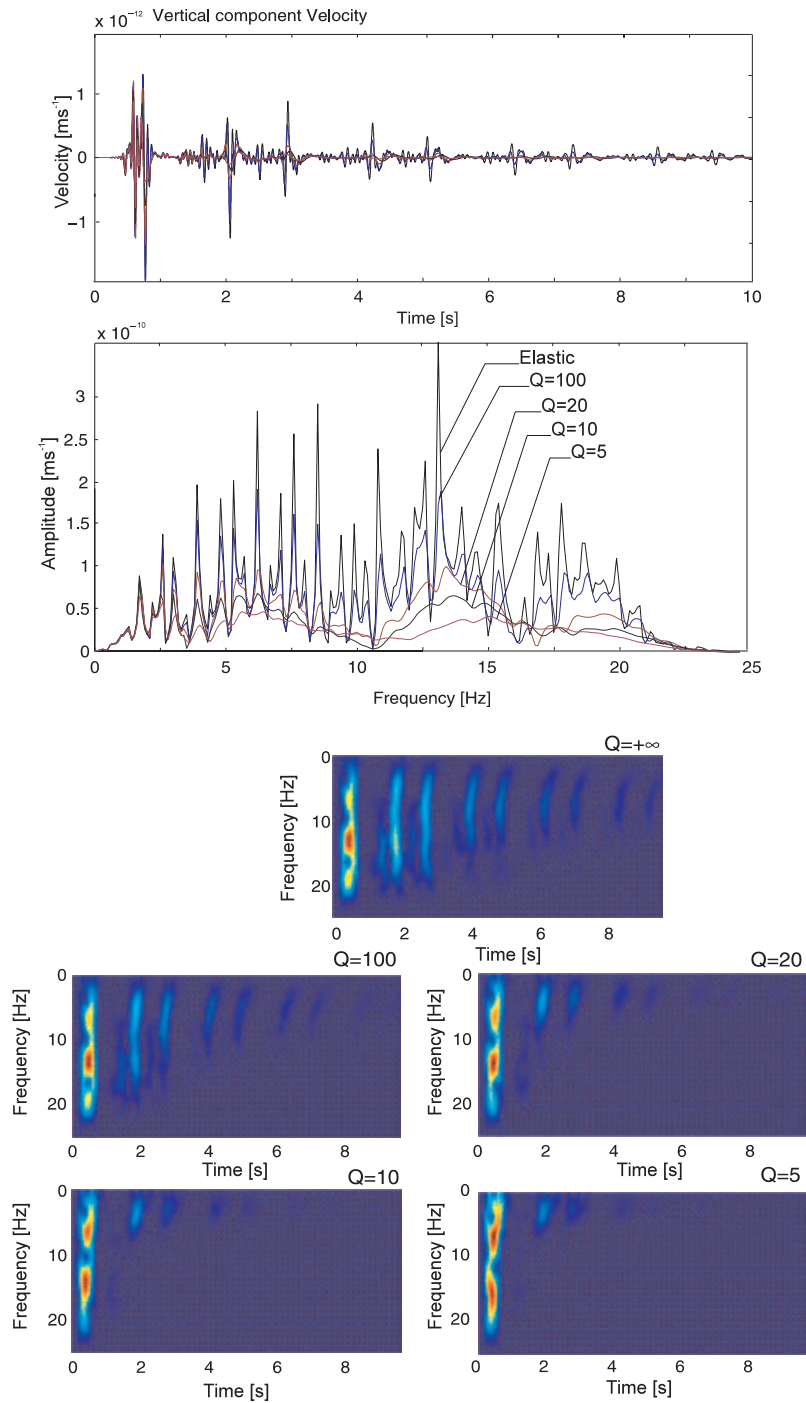 x 10⁻¹² Vertical component Velocity
Velocity [ms⁻¹]
1
0
−1
0 2 4 6 8 10
Time [s]
x 10⁻¹⁰
Amplitude [ms⁻¹]
3
2.5
2
1.5
1
0.5
0
Elastic
Q=100
Q=20
Q=10
Q=5
0 5 10 15 20 25
Frequency [Hz]
Q=+∞
Frequency [Hz]
0
10
20
0 2 4 6 8
Time [s]
Q=100
Frequency [Hz]
0
10
20
0 2 4 6 8
Time [s]
Q=20
Frequency [Hz]
0
10
20
0 2 4 6 8
Time [s]
Q=10
Frequency [Hz]
0
10
20
0 2 4 6 8
Time [s]
Q=5
Frequency [Hz]
0
10
20
0 2 4 6 8
Time [s]